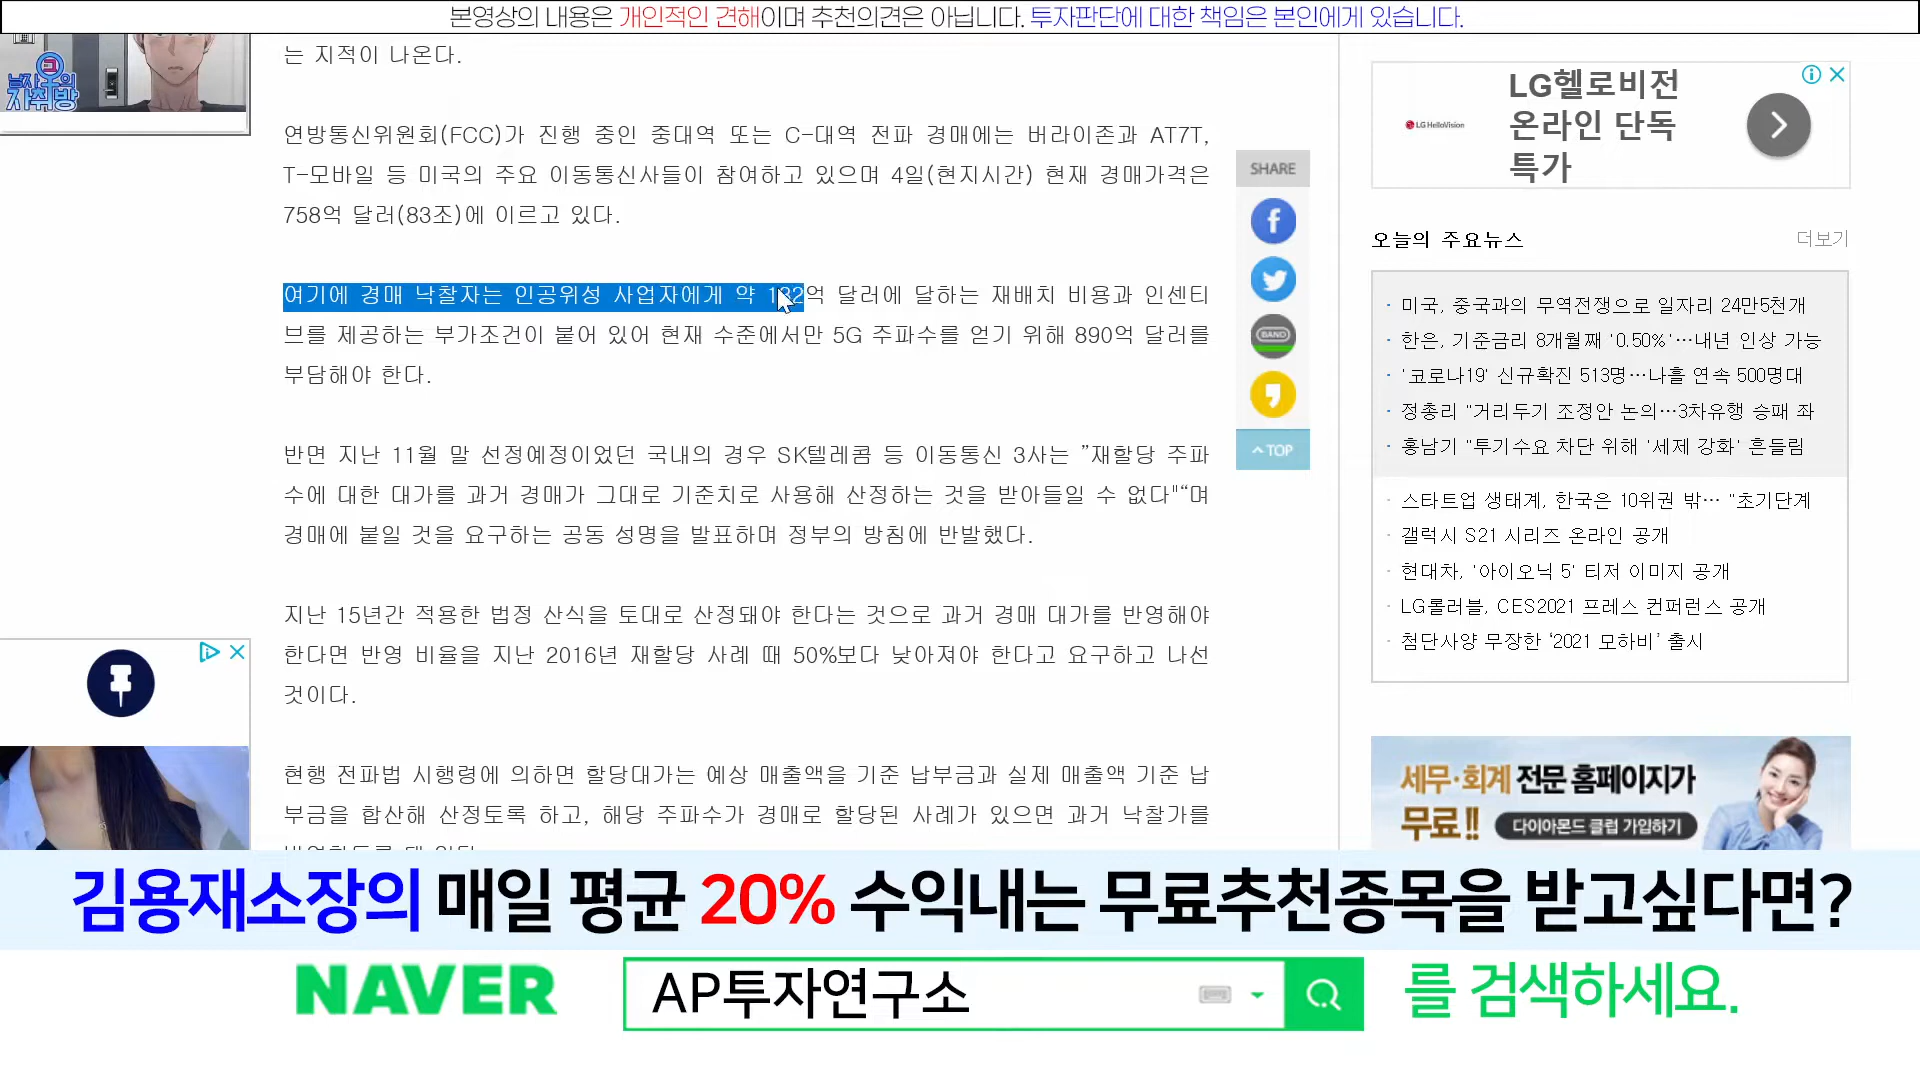 본영상의 내용은 개인적인 견해이며 추천의견은 아닙니다. 투자판단에 대한 책임은 본인에게 있습니다.
남자의
자취방
는 지적이 나온다.
연방통신위원회(FCC)가 진행 중인 중대역 또는 C-대역 전파 경매에는 버라이존과 AT7T,
T-모바일 등 미국의 주요 이동통신사들이 참여하고 있으며 4일(현지시간) 현재 경매가격은
758억 달러(83조)에 이르고 있다.
여기에 경매 낙찰자는 인공위성 사업자에게 약 132억 달러에 달하는 재배치 비용과 인센티
브를 제공하는 부가조건이 붙어 있어 현재 수준에서만 5G 주파수를 얻기 위해 890억 달러를
부담해야 한다.
반면 지난 11월 말 선정예정이었던 국내의 경우 SK텔레콤 등 이동통신 3사는 ”재할당 주파
수에 대한 대가를 과거 경매가 그대로 기준치로 사용해 산정하는 것을 받아들일 수 없다"“며
경매에 붙일 것을 요구하는 공동 성명을 발표하며 정부의 방침에 반발했다.
지난 15년간 적용한 법정 산식을 토대로 산정돼야 한다는 것으로 과거 경매 대가를 반영해야
한다면 반영 비율을 지난 2016년 재할당 사례 때 50%보다 낮아져야 한다고 요구하고 나선
것이다.
현행 전파법 시행령에 의하면 할당대가는 예상 매출액을 기준 납부금과 실제 매출액 기준 납
부금을 합산해 산정토록 하고, 해당 주파수가 경매로 할당된 사례가 있으면 과거 낙찰가를
SHARE
BAND
TOP
LG HelloVision
LG헬로비전
온라인 단독
특가
오늘의 주요뉴스 더보기
· 미국, 중국과의 무역전쟁으로 일자리 24만5천개
· 한은, 기준금리 8개월째 '0.50%'…내년 인상 가능
· '코로나19' 신규확진 513명…나흘 연속 500명대
· 정총리 "거리두기 조정안 논의…3차유행 승패 좌
· 홍남기 "투기수요 차단 위해 '세제 강화' 흔들림
· 스타트업 생태계, 한국은 10위권 밖… "초기단계
· 갤럭시 S21 시리즈 온라인 공개
· 현대차, '아이오닉 5' 티저 이미지 공개
· LG롤러블, CES2021 프레스 컨퍼런스 공개
· 첨단사양 무장한 ‘2021 모하비’ 출시
세무·회계 전문 홈페이지가
무료!! 다이아몬드 클럽 가입하기
김용재소장의 매일 평균 20% 수익내는 무료추천종목을 받고싶다면?
NAVER AP투자연구소 를 검색하세요.